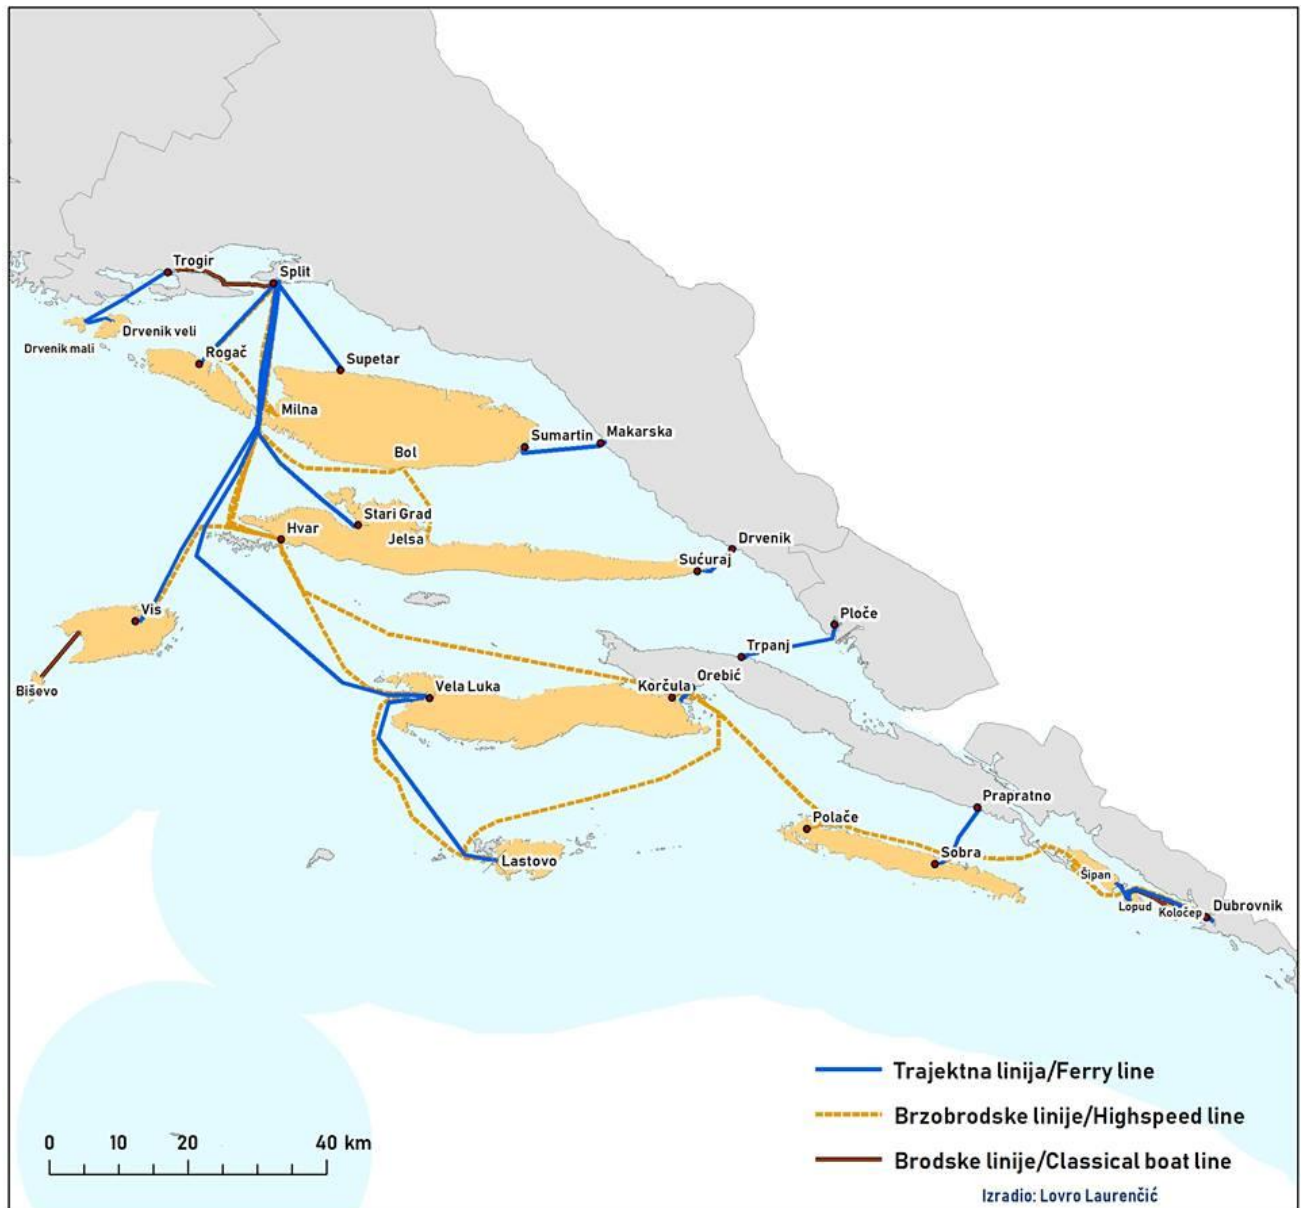 Trogir
Split
Drvenik veli
Drvenik mali
Rogač
Supetar
Milna
Sumartin
Makarska
Bol
Stari Grad
Hvar
Jelsa
Drvenik
Sućuraj
Vis
Ploče
Trpanj
Orebić
Biševo
Vela Luka
Korčula
Prapratno
Polače
Sobra
Lastovo
Šipan
Lopud
Koločep
Dubrovnik
Trajektna linija/Ferry line
Brzobrodske linije/Highspeed line
Brodske linije/Classical boat line
0 10 20 40 km
Izradio: Lovro Laurenčić